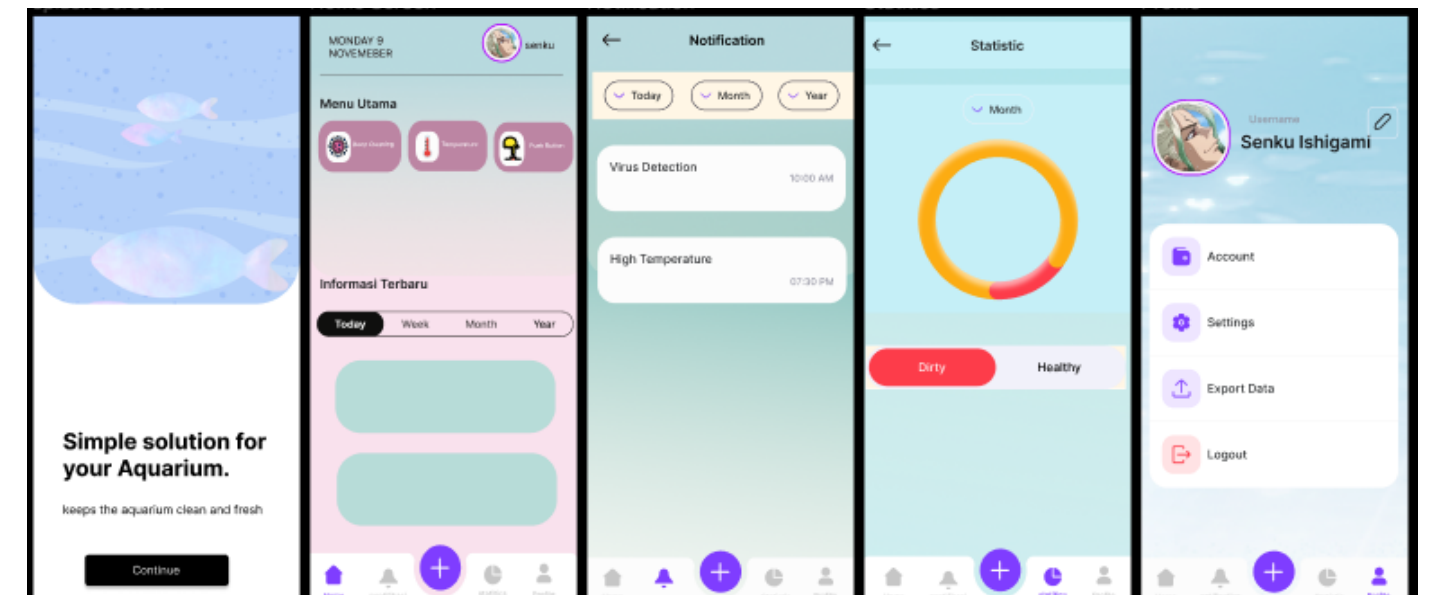 Simple solution for
your Aquarium.
keeps the aquarium clean and fresh
Continue
MONDAY 9
NOVEMEBER
senku
Menu Utama
Temperature
Informasi Terbaru
Today
Week
Month
Year
Notification
Today
Month
Year
Virus Detection
10:00 AM
High Temperature
07:30 PM
Statistic
Month
Dirty
Healthy
Username
Senku Ishigami
Account
Settings
Export Data
Logout